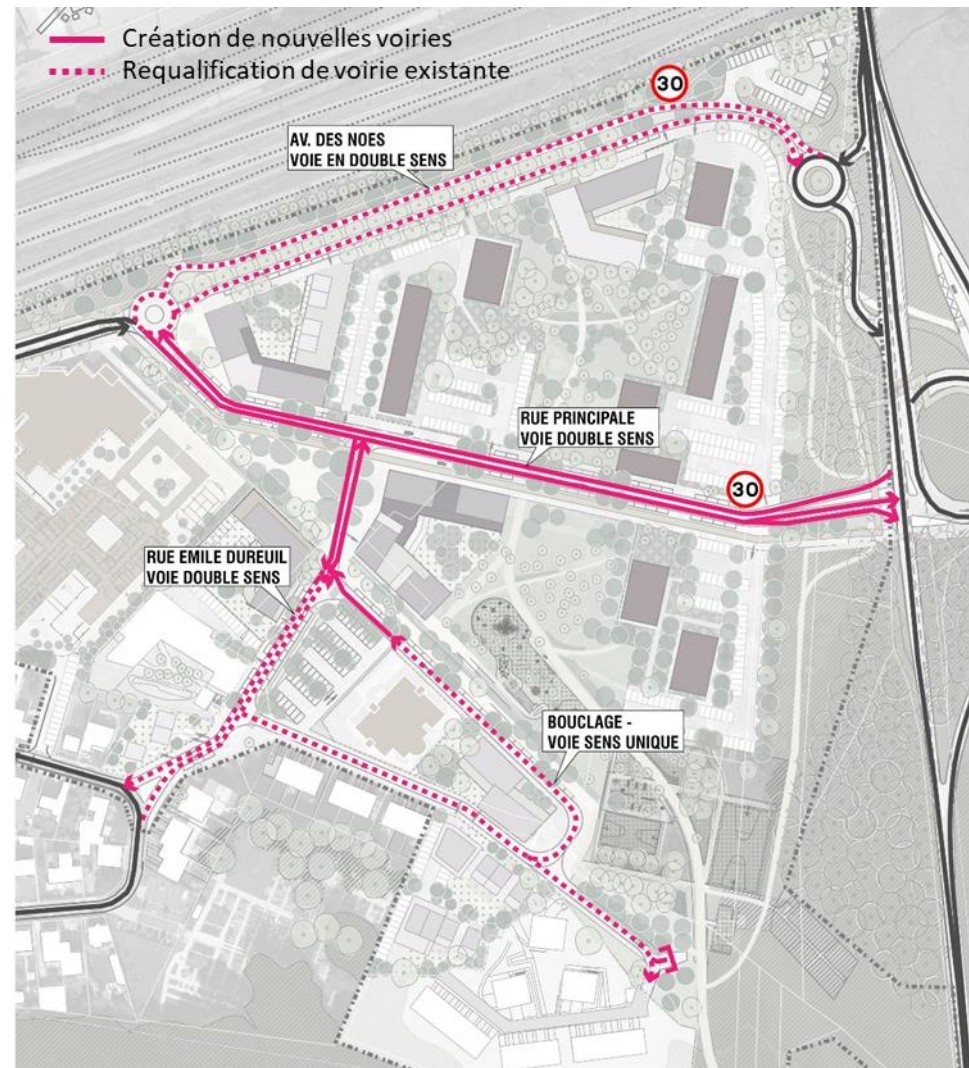 Création de nouvelles voiries
Requalification de voirie existante
30
AV. DES NOES
VOIE EN DOUBLE SENS
RUE PRINCIPALE
VOIE DOUBLE SENS
30
RUE EMILE DUREUIL
VOIE DOUBLE SENS
BOUCLAGE -
VOIE SENS UNIQUE